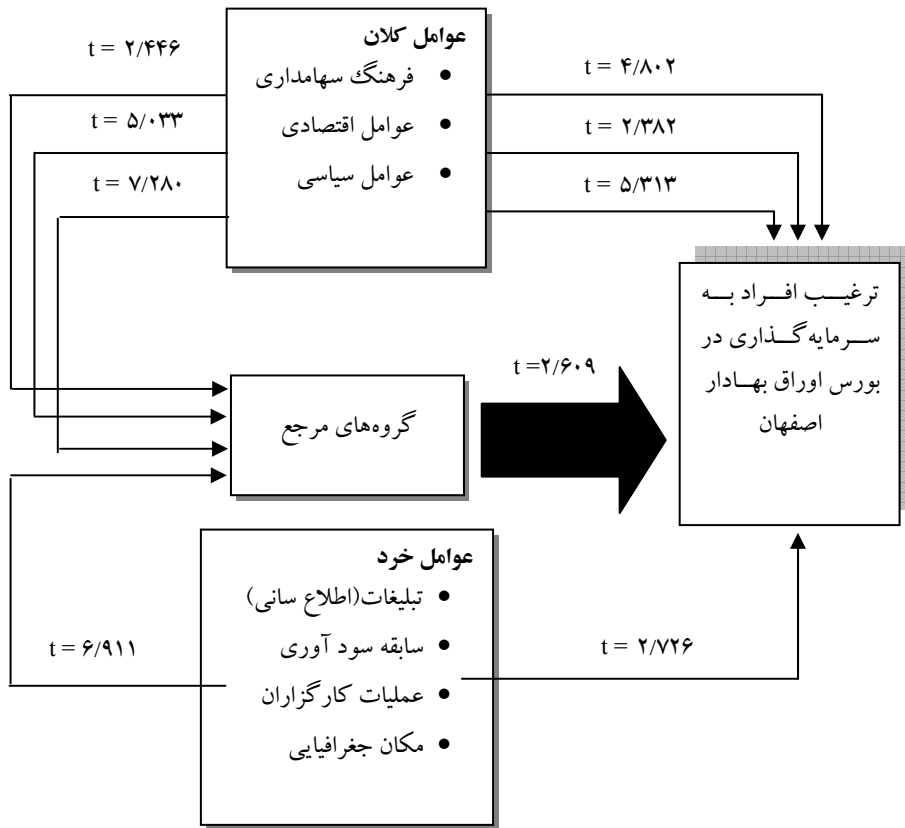 عوامل کلان
• فرهنگ سهامداری
• عوامل اقتصادی
• عوامل سیاسی
t = ۲/۴۴۶
t = ۵/۰۳۳
t = ۷/۲۸۰
t = ۴/۸۰۲
t = ۲/۳۸۲
t = ۵/۳۱۳
ترغیب افراد به
سرمایه‌گذاری در
بورس اوراق بهادار
اصفهان
t =۲/۶۰۹
گروه‌های مرجع
عوامل خرد
• تبلیغات(اطلاع سانی)
• سابقه سود آوری
• عملیات کارگزاران
• مکان جغرافیایی
t = ۶/۹۱۱
t = ۲/۷۲۶